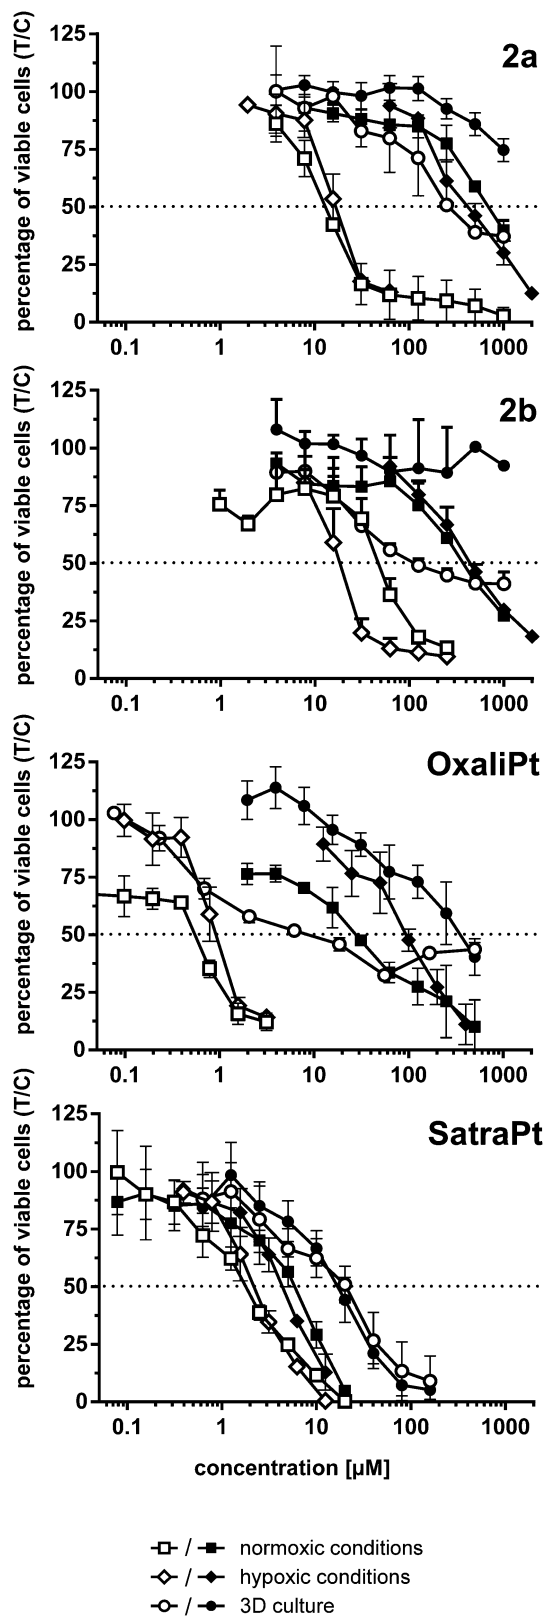 percentage of viable cells (T/C)
2a
125
100
75
50
25
0
0.1 1 10 100 1000
percentage of viable cells (T/C)
2b
125
100
75
50
25
0
0.1 1 10 100 1000
percentage of viable cells (T/C)
OxaliPt
125
100
75
50
25
0
0.1 1 10 100 1000
percentage of viable cells (T/C)
SatraPt
125
100
75
50
25
0
0.1 1 10 100 1000
concentration [µM]
/ normoxic conditions
/ hypoxic conditions
/ 3D culture